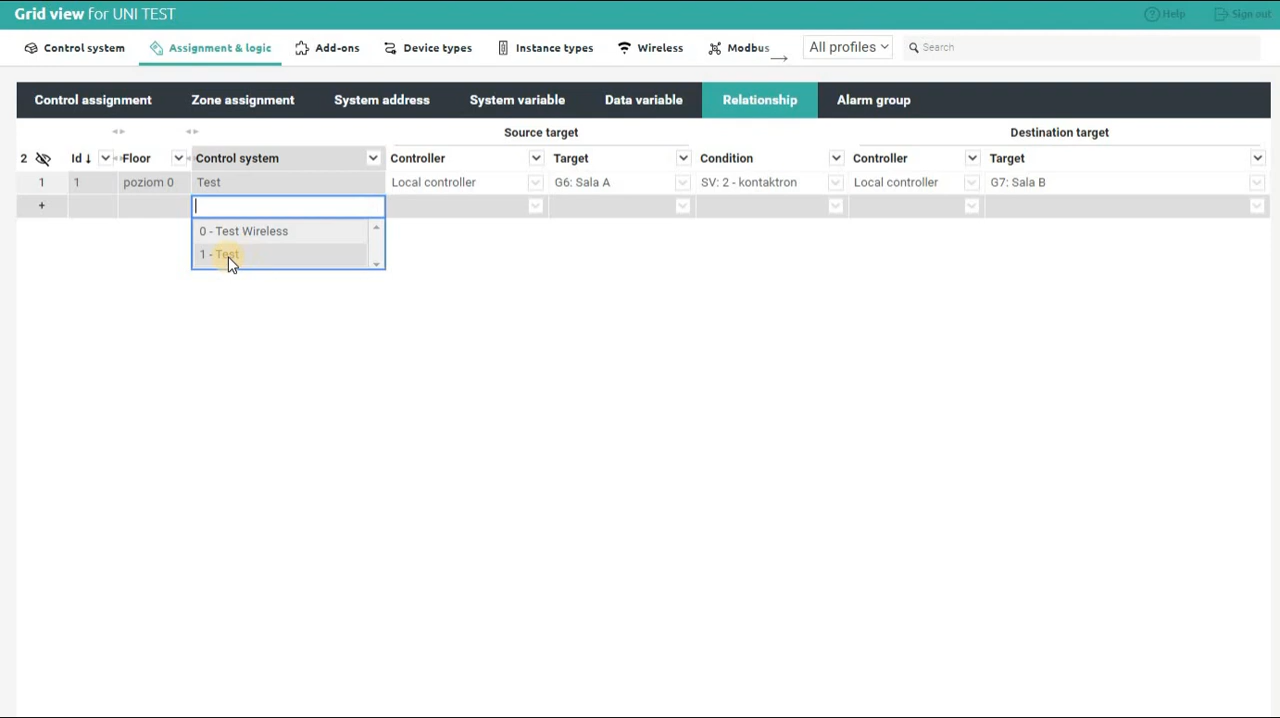 Grid view for UNI TEST Help Sign out
Control system Assignment & logic Add-ons Device types Instance types Wireless Modbus All profiles Search
Control assignment Zone assignment System address System variable Data variable Relationship Alarm group
Source target Destination target
2 Id Floor Control system Controller Target Condition Controller Target
1 1 poziom 0 Test Local controller G6: Sala A SV: 2 - kontaktron Local controller G7: Sala B
+
0 - Test Wireless
1 - Test